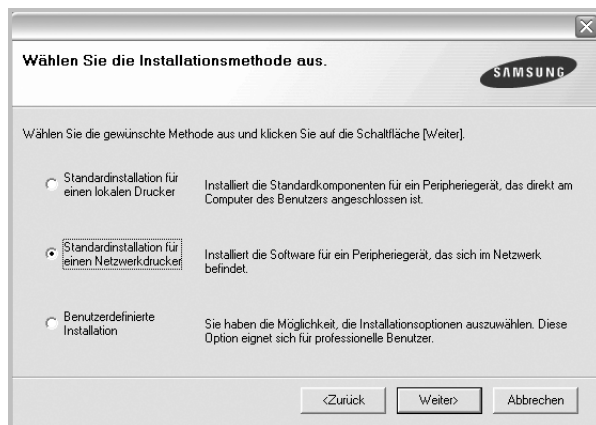 Wählen Sie die Installationsmethode aus.
SAMSUNG
Wählen Sie die gewünschte Methode aus und klicken Sie auf die Schaltfläche [Weiter].
Standardinstallation für
einen lokalen Drucker
Installiert die Standardkomponenten für ein Peripheriegerät, das direkt am
Computer des Benutzers angeschlossen ist.
Standardinstallation für
einen Netzwerkdrucker
Installiert die Software für ein Peripheriegerät, das sich im Netzwerk
befindet.
Benutzerdefinierte
Installation
Sie haben die Möglichkeit, die Installationsoptionen auszuwählen. Diese
Option eignet sich für professionelle Benutzer.
<Zurück
Weiter>
Abbrechen